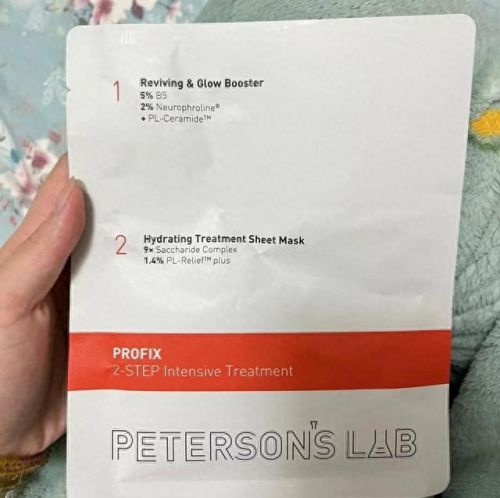 1 Reviving & Glow Booster
5% B5
2% Neurophroline®
+ PL-Ceramide™
2 Hydrating Treatment Sheet Mask
9x Saccharide Complex
1.4% PL-Relief™ plus
PROFIX
2-STEP Intensive Treatment
PETERSON'S LAB